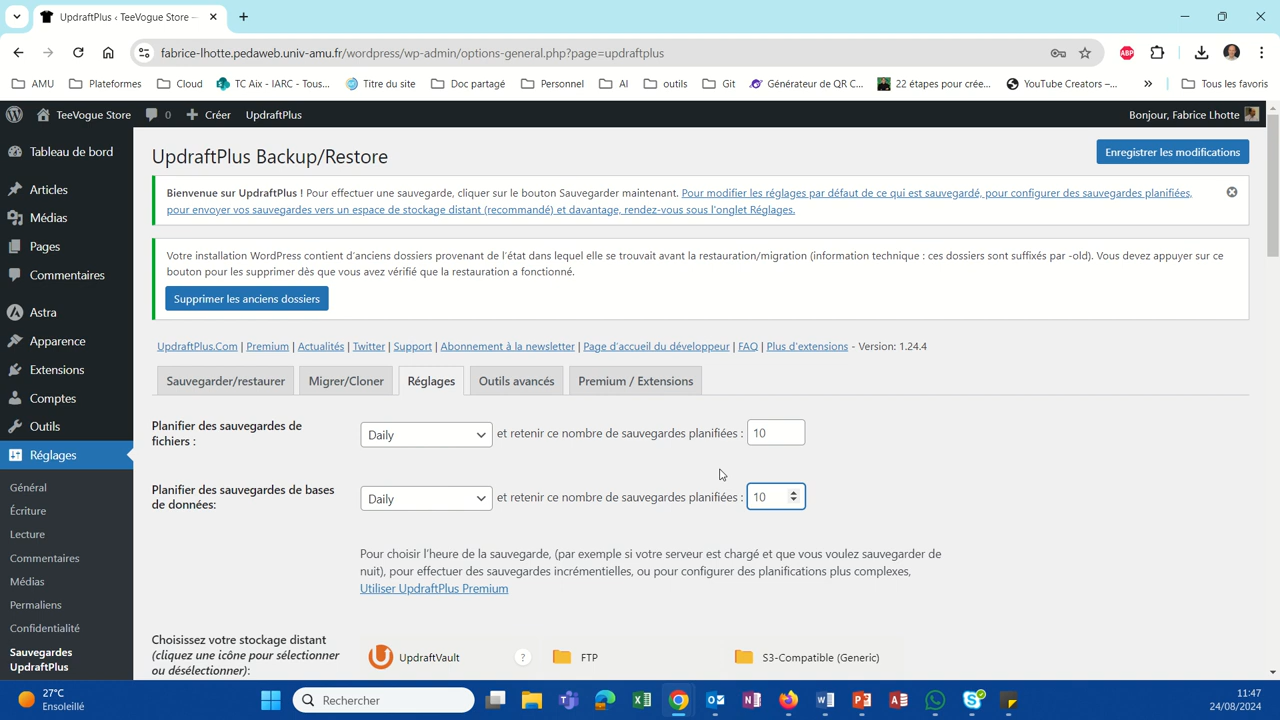 UpdraftPlus ‹ TeeVogue Store —
fabrice-lhotte.pedaweb.univ-amu.fr/wordpress/wp-admin/options-general.php?page=updraftplus
ABP
AMU Plateformes Cloud TC Aix - IARC - Tous... Titre du site Doc partagé Personnel AI outils Git Générateur de QR C... 22 étapes pour crée... YouTube Creators –... » Tous les favoris
TeeVogue Store 0 Créer UpdraftPlus Bonjour, Fabrice Lhotte
Tableau de bord
Articles
Médias
Pages
Commentaires
Astra
Apparence
Extensions
Comptes
Outils
Réglages
Général
Écriture
Lecture
Commentaires
Médias
Permaliens
Confidentialité
Sauvegardes
UpdraftPlus
UpdraftPlus Backup/Restore
Enregistrer les modifications
Bienvenue sur UpdraftPlus ! Pour effectuer une sauvegarde, cliquer sur le bouton Sauvegarder maintenant. Pour modifier les réglages par défaut de ce qui est sauvegardé, pour configurer des sauvegardes planifiées,
pour envoyer vos sauvegardes vers un espace de stockage distant (recommandé) et davantage, rendez-vous sous l'onglet Réglages.
Votre installation WordPress contient d'anciens dossiers provenant de l'état dans lequel elle se trouvait avant la restauration/migration (information technique : ces dossiers sont suffixés par -old). Vous devez appuyer sur ce
bouton pour les supprimer dès que vous avez vérifié que la restauration a fonctionné.
Supprimer les anciens dossiers
UpdraftPlus.Com | Premium | Actualités | Twitter | Support | Abonnement à la newsletter | Page d'accueil du développeur | FAQ | Plus d'extensions - Version: 1.24.4
Sauvegarder/restaurer Migrer/Cloner Réglages Outils avancés Premium / Extensions
Planifier des sauvegardes de
fichiers :
Daily et retenir ce nombre de sauvegardes planifiées : 10
Planifier des sauvegardes de bases
de données:
Daily et retenir ce nombre de sauvegardes planifiées : 10
Pour choisir l'heure de la sauvegarde, (par exemple si votre serveur est chargé et que vous voulez sauvegarder de
nuit), pour effectuer des sauvegardes incrémentielles, ou pour configurer des planifications plus complexes,
Utiliser UpdraftPlus Premium
Choisissez votre stockage distant
(cliquez une icône pour sélectionner
ou désélectionner):
UpdraftVault ? FTP S3-Compatible (Generic)
27°C
Ensoleillé
Rechercher
11:47
24/08/2024